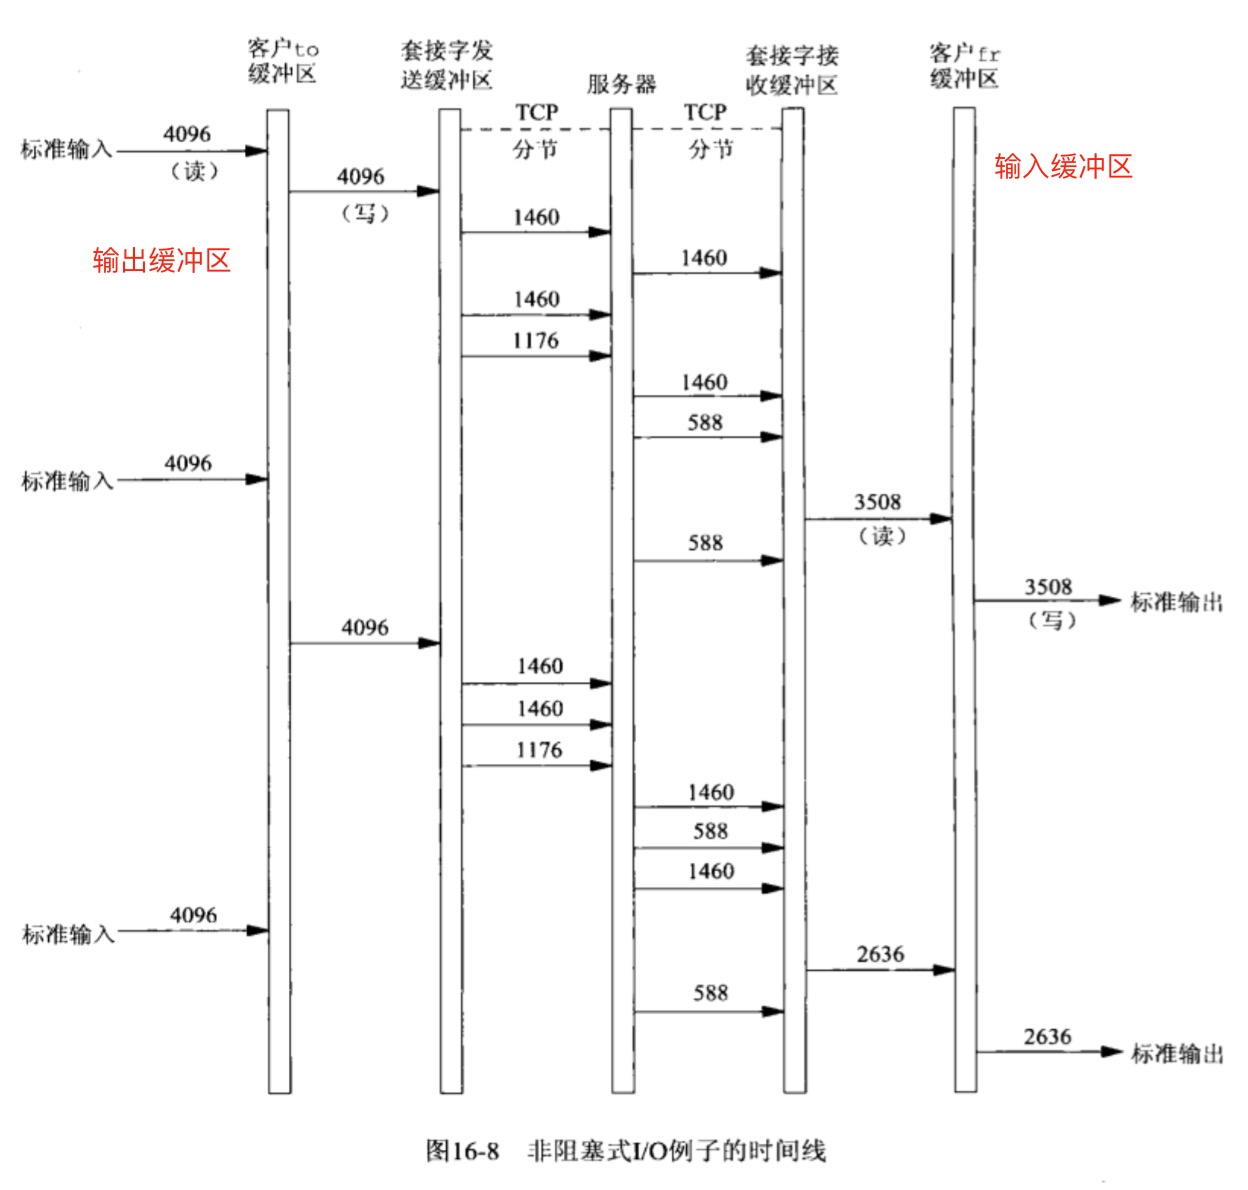 客户to
缓冲区
套接字发
送缓冲区
服务器
套接字接
收缓冲区
客户fr
缓冲区
TCP
分节
TCP
分节
标准输入
4096
（读）
4096
（写）
输入缓冲区
输出缓冲区
1460
1460
1460
1176
1460
588
标准输入
4096
3508
（读）
588
3508
（写）
标准输出
4096
1460
1460
1176
1460
588
1460
标准输入
4096
2636
588
2636
标准输出
图16-8 非阻塞式I/O例子的时间线